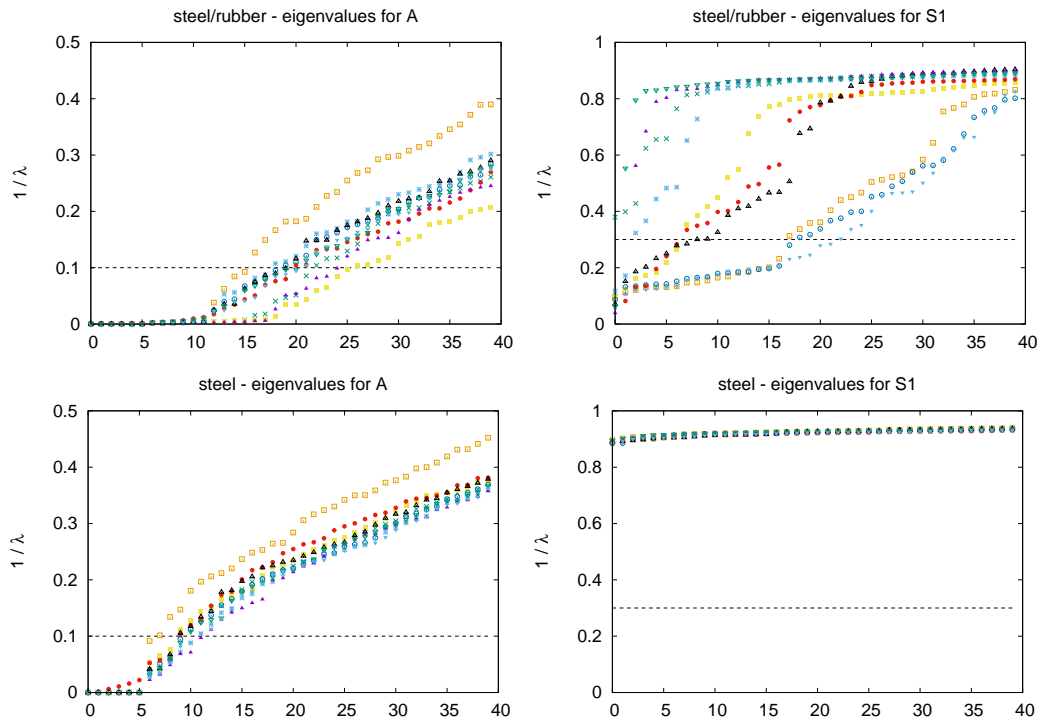 steel/rubber - eigenvalues for A
1 / λ
0.5
0.4
0.3
0.2
0.1
0
0 5 10 15 20 25 30 35 40
steel/rubber - eigenvalues for S1
1 / λ
1
0.8
0.6
0.4
0.2
0
0 5 10 15 20 25 30 35 40
steel - eigenvalues for A
1 / λ
0.5
0.4
0.3
0.2
0.1
0
0 5 10 15 20 25 30 35 40
steel - eigenvalues for S1
1 / λ
1
0.8
0.6
0.4
0.2
0
0 5 10 15 20 25 30 35 40